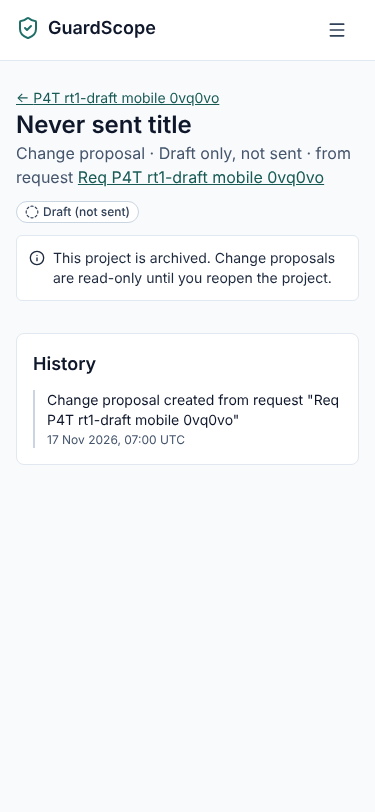 GuardScope
← P4T rt1-draft mobile 0vq0vo
Never sent title
Change proposal · Draft only, not sent · from
request Req P4T rt1-draft mobile 0vq0vo
Draft (not sent)
This project is archived. Change proposals
are read-only until you reopen the project.
History
Change proposal created from request "Req
P4T rt1-draft mobile 0vq0vo"
17 Nov 2026, 07:00 UTC